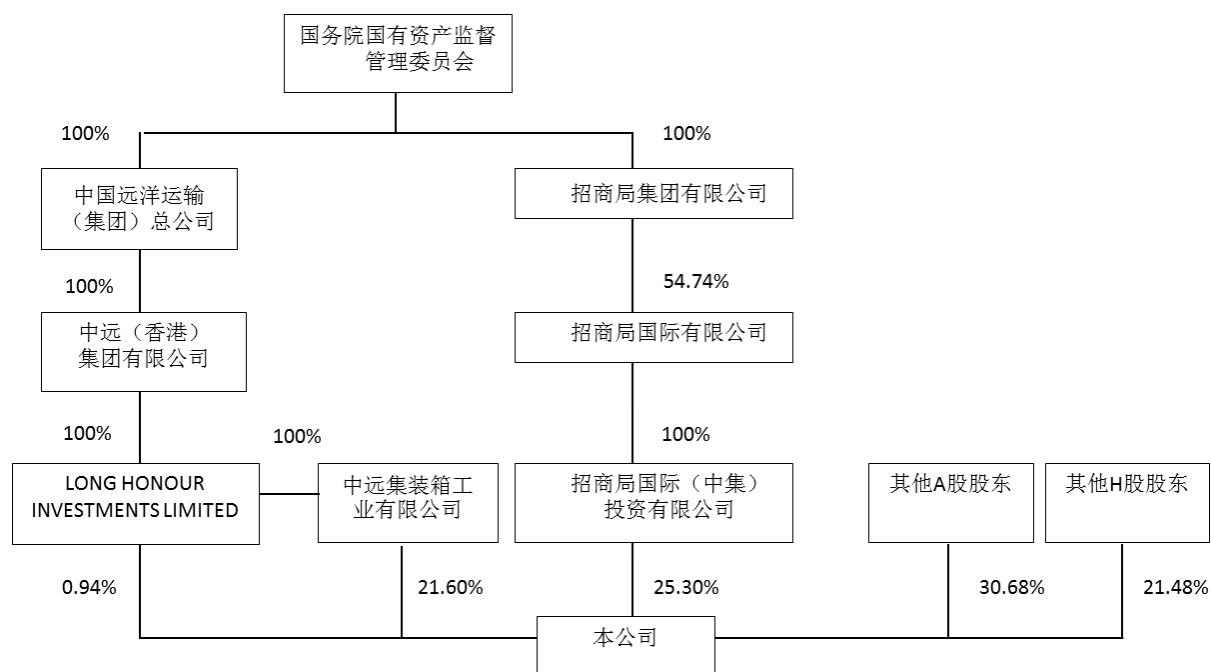 国务院国有资产监督
管理委员会
100%
100%
中国远洋运输
（集团）总公司
招商局集团有限公司
100%
54.74%
中远（香港）
集团有限公司
招商局国际有限公司
100%
100%
100%
LONG HONOUR
INVESTMENTS LIMITED
中远集装箱工
业有限公司
招商局国际（中集）
投资有限公司
其他A股股东
其他H股股东
0.94%
21.60%
25.30%
30.68%
21.48%
本公司